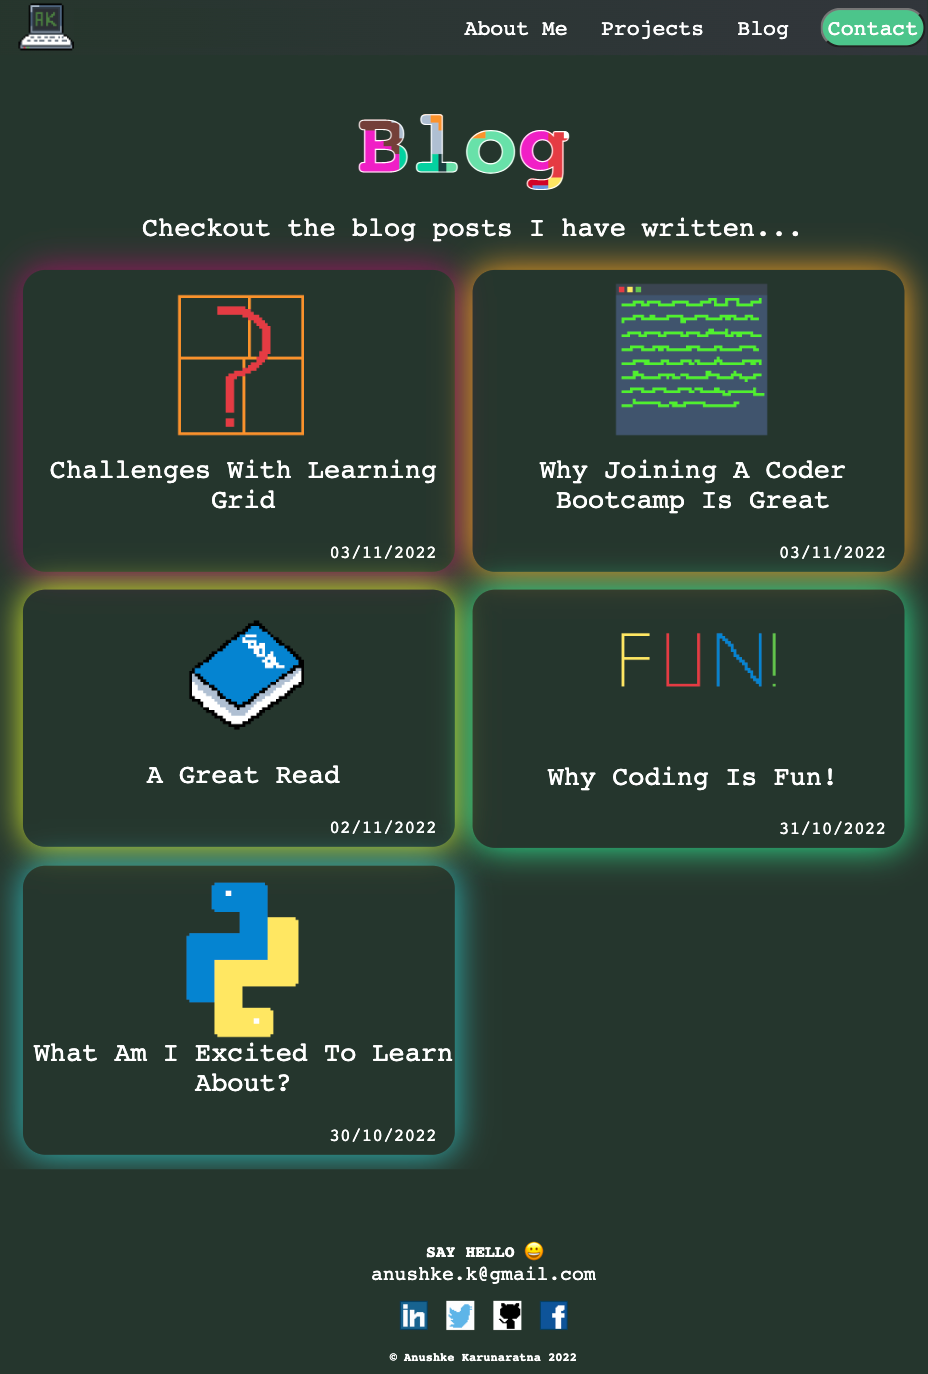 AK
About Me Projects Blog Contact
Blog
Checkout the blog posts I have written...
Challenges With Learning
Grid
03/11/2022
Why Joining A Coder
Bootcamp Is Great
03/11/2022
A Great Read
02/11/2022
FUN!
Why Coding Is Fun!
31/10/2022
What Am I Excited To Learn
About?
30/10/2022
SAY HELLO 😀
anushke.k@gmail.com
in f
© Anushke Karunaratna 2022